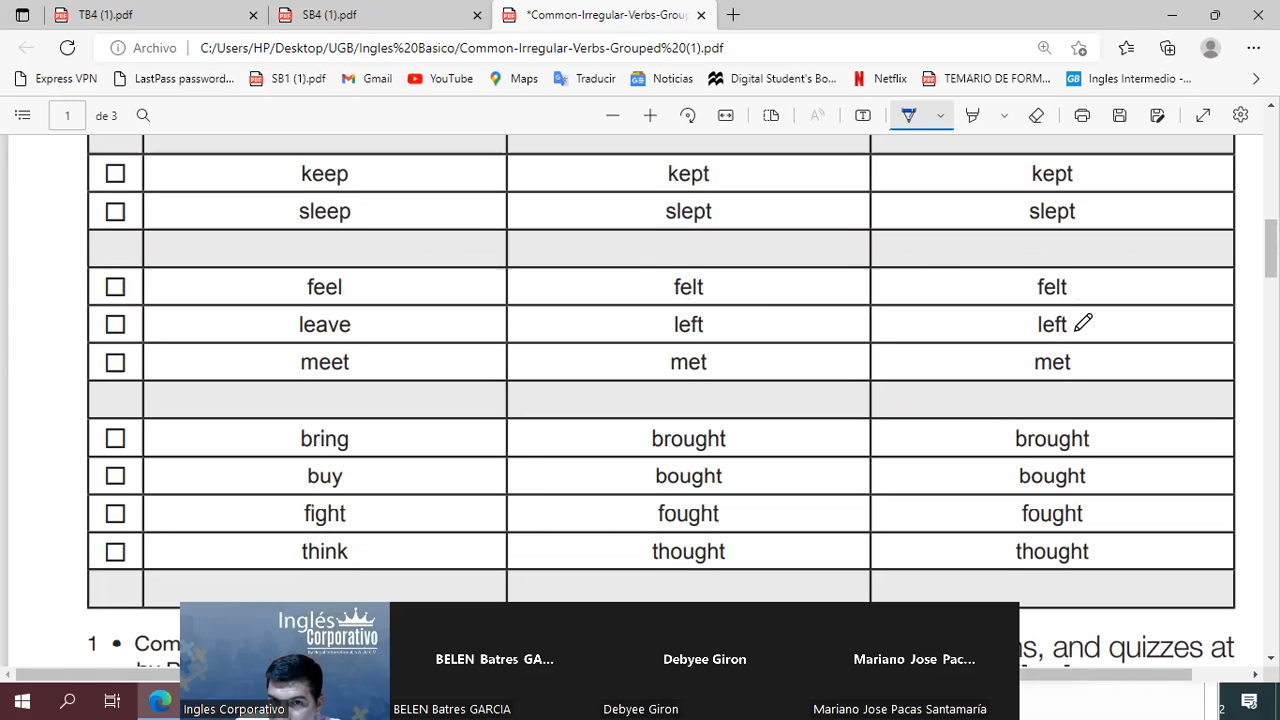 TB4 (1).pdf
SB4 (1).pdf
*Common-Irregular-Verbs-Grou
Archivo
C:/Users/HP/Desktop/UGB/Ingles%20Basico/Common-Irregular-Verbs-Grouped%20(1).pdf
Express VPN
LastPass password...
SB1 (1).pdf
Gmail
YouTube
Maps
Traducir
Noticias
Digital Student's Bo...
Netflix
TEMARIO DE FORM...
Ingles Intermedio -...
1 de 3
keep kept kept
sleep slept slept
feel felt felt
leave left left
meet met met
bring brought brought
buy bought bought
fight fought fought
think thought thought
1 • Com
ns, and quizzes at
Inglés
Corporativo
BELEN Batres GA...
Debyee Giron
Mariano Jose Pac...
Ingles Corporativo
BELEN Batres GARCIA
Debyee Giron
Mariano Jose Pacas Santamaría
2